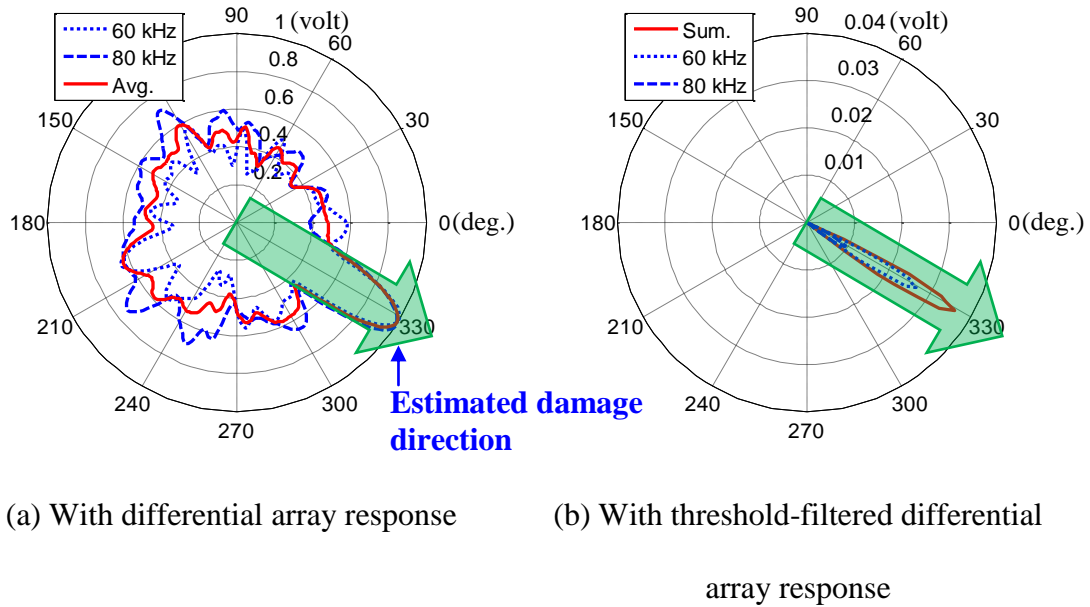 60 kHz
80 kHz
Avg.
90
1 (volt)
60
0.8
0.6
0.4
0.2
30
150
180
0(deg.)
210
330
240
300
270
Estimated damage
direction
Sum.
60 kHz
80 kHz
90
0.04 (volt)
60
0.03
0.02
0.01
30
150
180
0(deg.)
210
330
240
300
270
(a) With differential array response
(b) With threshold-filtered differential
array response